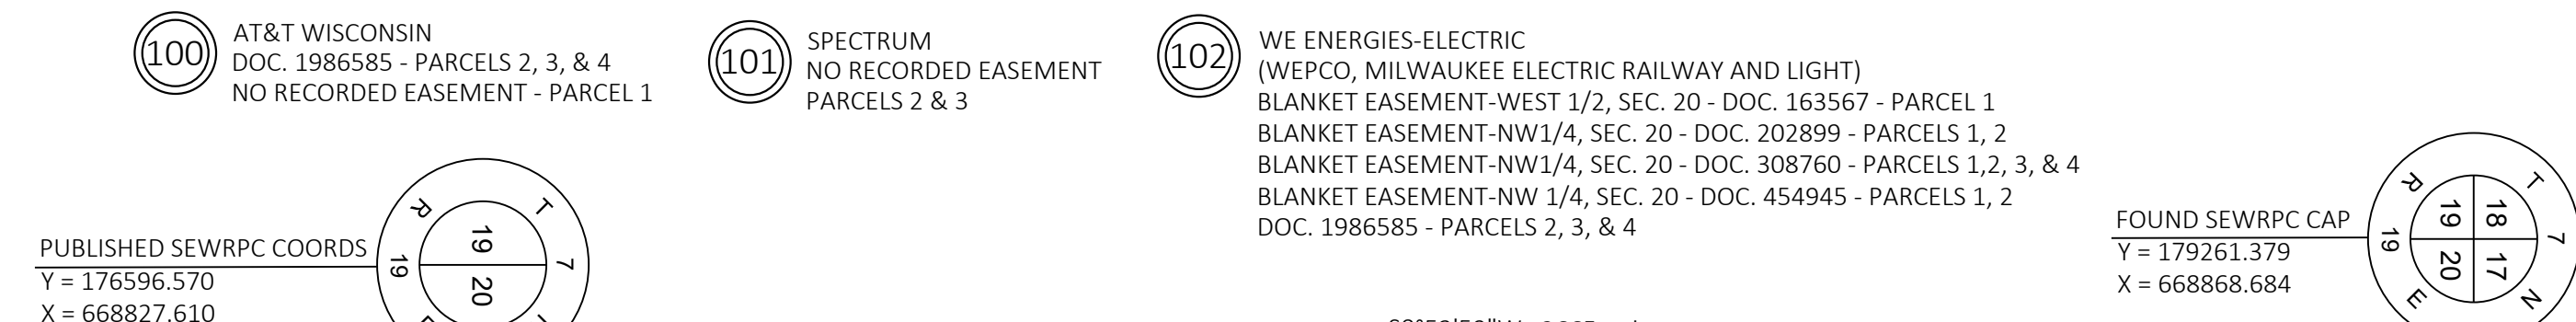 100
AT&T WISCONSIN
DOC. 1986585 - PARCELS 2, 3, & 4
NO RECORDED EASEMENT - PARCEL 1
101
SPECTRUM
NO RECORDED EASEMENT
PARCELS 2 & 3
102
WE ENERGIES-ELECTRIC
(WEPCO, MILWAUKEE ELECTRIC RAILWAY AND LIGHT)
BLANKET EASEMENT-WEST 1/2, SEC. 20 - DOC. 163567 - PARCEL 1
BLANKET EASEMENT-NW1/4, SEC. 20 - DOC. 202899 - PARCELS 1, 2
BLANKET EASEMENT-NW1/4, SEC. 20 - DOC. 308760 - PARCELS 1,2, 3, & 4
BLANKET EASEMENT-NW 1/4, SEC. 20 - DOC. 454945 - PARCELS 1, 2
DOC. 1986585 - PARCELS 2, 3, & 4
PUBLISHED SEWRPC COORDS
Y = 176596.570
X = 668827.610
R
T
19
19
20
7
FOUND SEWRPC CAP
Y = 179261.379
X = 668868.684
R
T
19
19
18
20
17
7
E
N